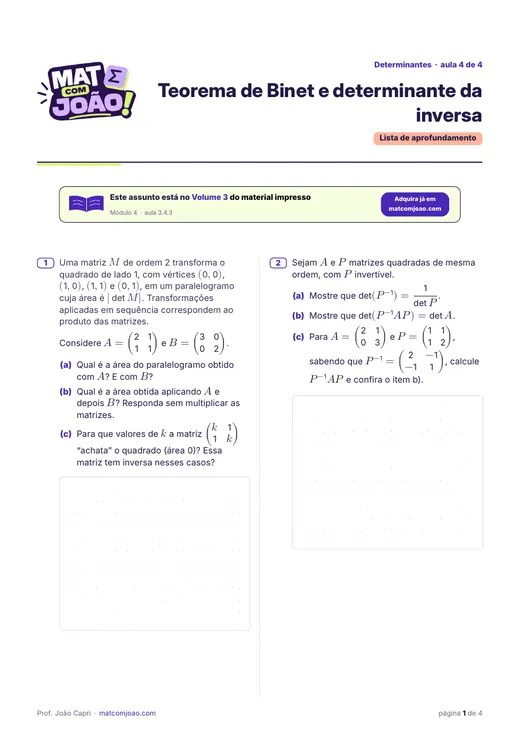 MAT Σ
COM
JOÃO!
Determinantes · aula 4 de 4
Teorema de Binet e determinante da
inversa
Lista de aprofundamento
Este assunto está no Volume 3 do material impresso
Módulo 4 · aula 3.4.3
Adquira já em
matcomjoao.com
1 Uma matriz M de ordem 2 transforma o
quadrado de lado 1, com vértices (0, 0),
(1, 0), (1, 1) e (0, 1), em um paralelogramo
cuja área é | det M|. Transformações
aplicadas em sequência correspondem ao
produto das matrizes.
Considere A = (2 1; 1 1) e B = (3 0; 0 2).
(a) Qual é a área do paralelogramo obtido
com A? E com B?
(b) Qual é a área obtida aplicando A e
depois B? Responda sem multiplicar as
matrizes.
(c) Para que valores de k a matriz (k 1; 1 k)
“achata” o quadrado (área 0)? Essa
matriz tem inversa nesses casos?
2 Sejam A e P matrizes quadradas de mesma
ordem, com P invertível.
(a) Mostre que det(P⁻¹) = 1/det P.
(b) Mostre que det(P⁻¹AP) = det A.
(c) Para A = (2 1; 0 3) e P = (1 1; 1 2),
sabendo que P⁻¹ = (2 −1; −1 1), calcule
P⁻¹AP e confira o item b).
Prof. João Capri · matcomjoao.com
página 1 de 4